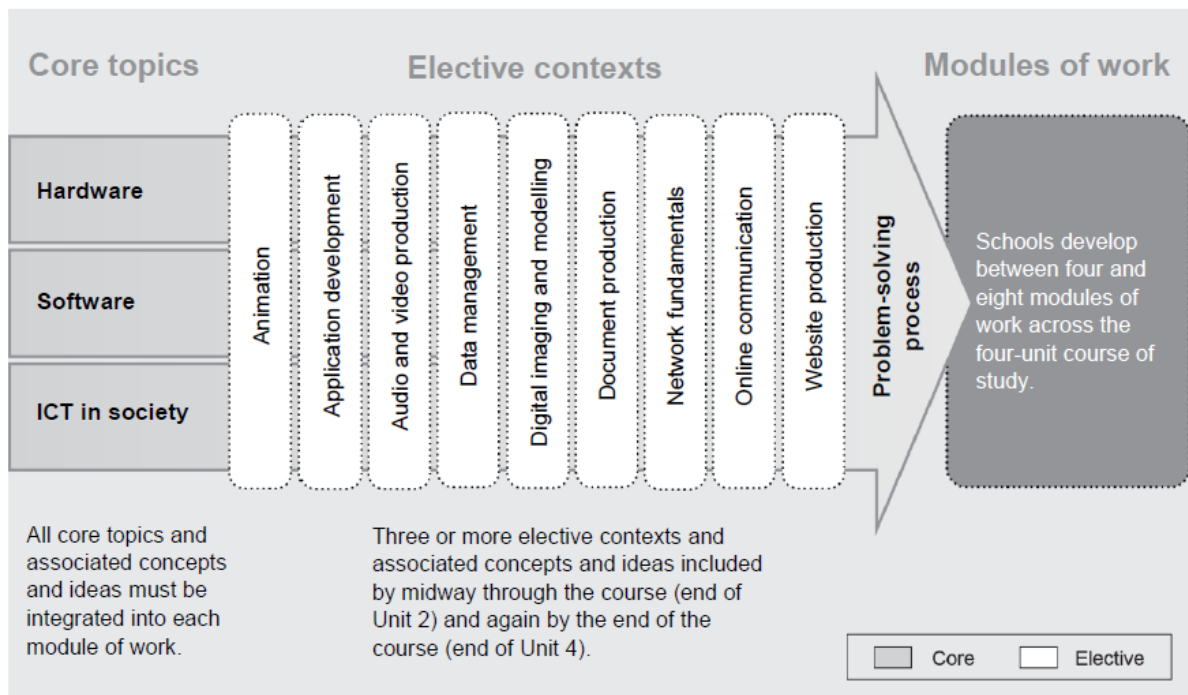 Core topics
Elective contexts
Modules of work
Hardware
Software
ICT in society
Animation
Application development
Audio and video production
Data management
Digital imaging and modelling
Document production
Network fundamentals
Online communication
Website production
Problem-solving
process
Schools develop
between four and
eight modules of
work across the
four-unit course of
study.
All core topics and
associated concepts
and ideas must be
integrated into each
module of work.
Three or more elective contexts and
associated concepts and ideas included
by midway through the course (end of
Unit 2) and again by the end of the
course (end of Unit 4).
Core
Elective